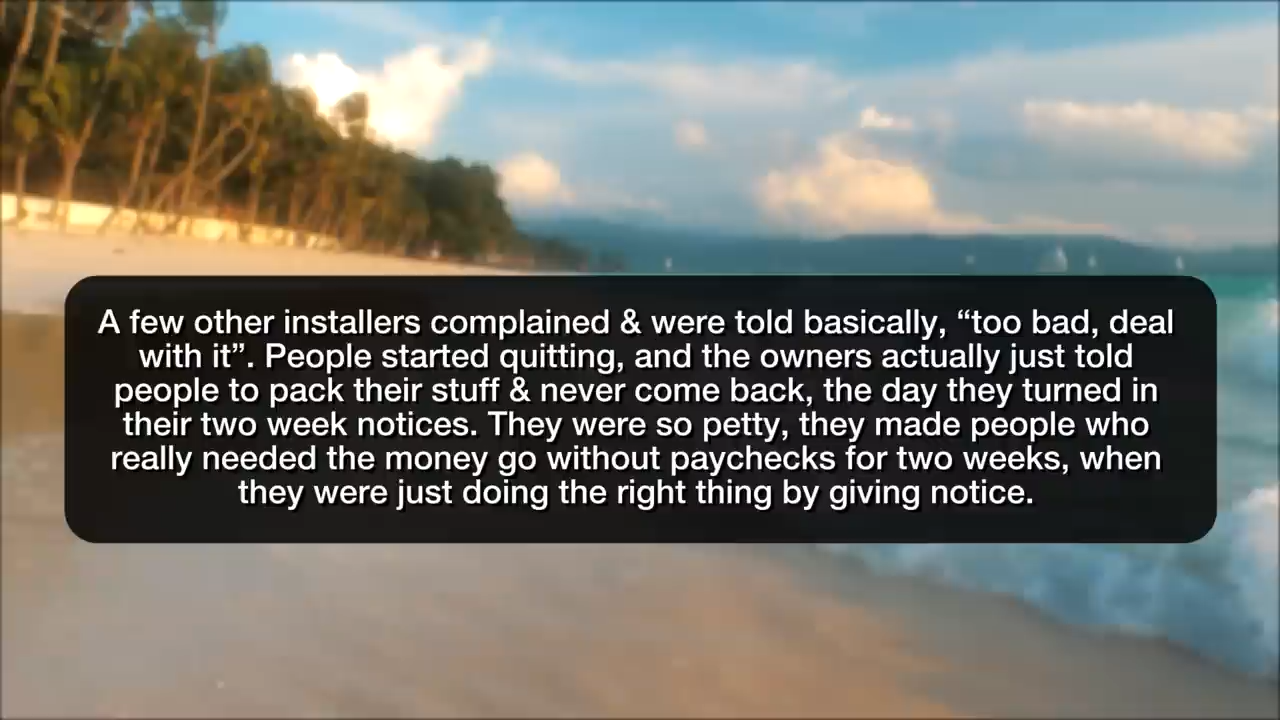 A few other installers complained & were told basically, “too bad, deal
with it”. People started quitting, and the owners actually just told
people to pack their stuff & never come back, the day they turned in
their two week notices. They were so petty, they made people who
really needed the money go without paychecks for two weeks, when
they were just doing the right thing by giving notice.